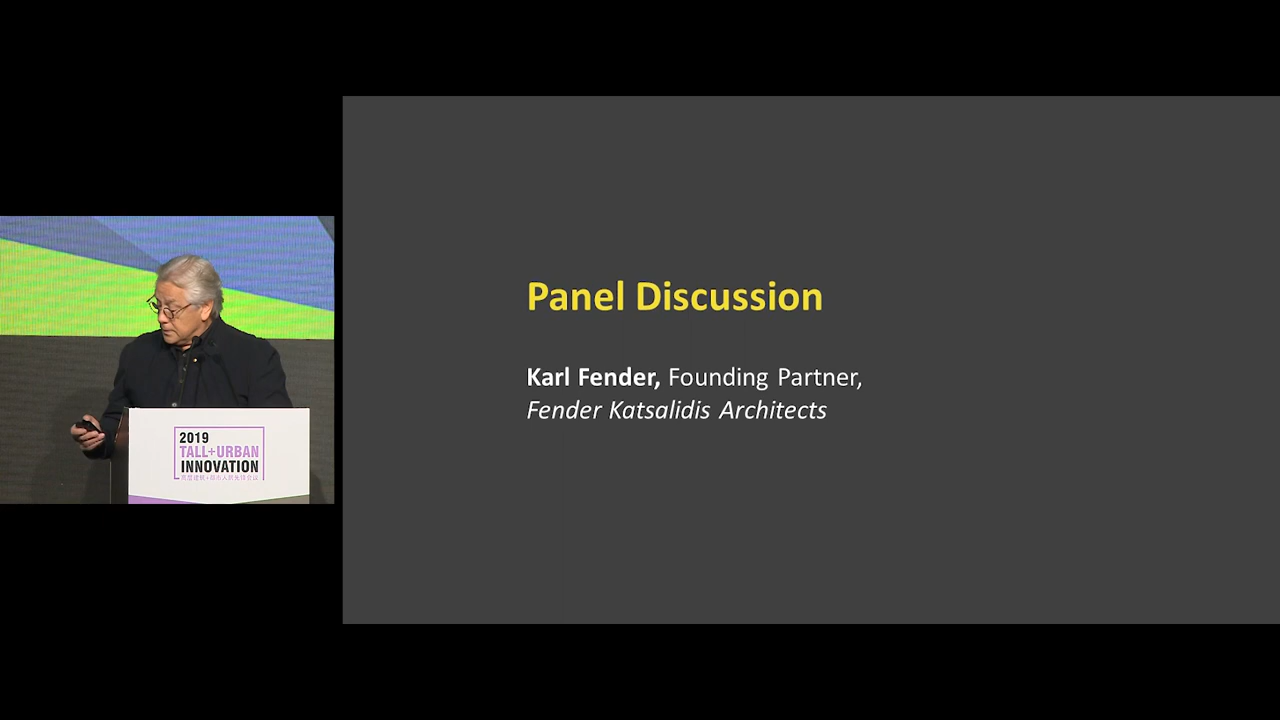 Panel Discussion
Karl Fender, Founding Partner,
Fender Katsalidis Architects
2019
TALL+URBAN
INNOVATION